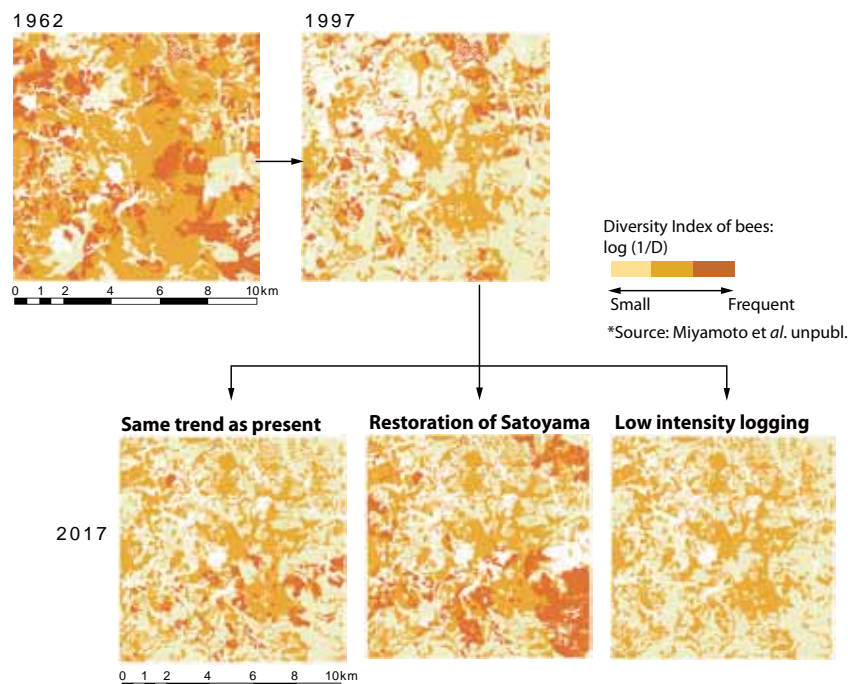 1962
1997
0 1 2 4 6 8 10km
Diversity Index of bees:
log (1/D)
Small Frequent
*Source: Miyamoto et al. unpubl.
Same trend as present
Restoration of Satoyama
Low intensity logging
2017
0 1 2 4 6 8 10km